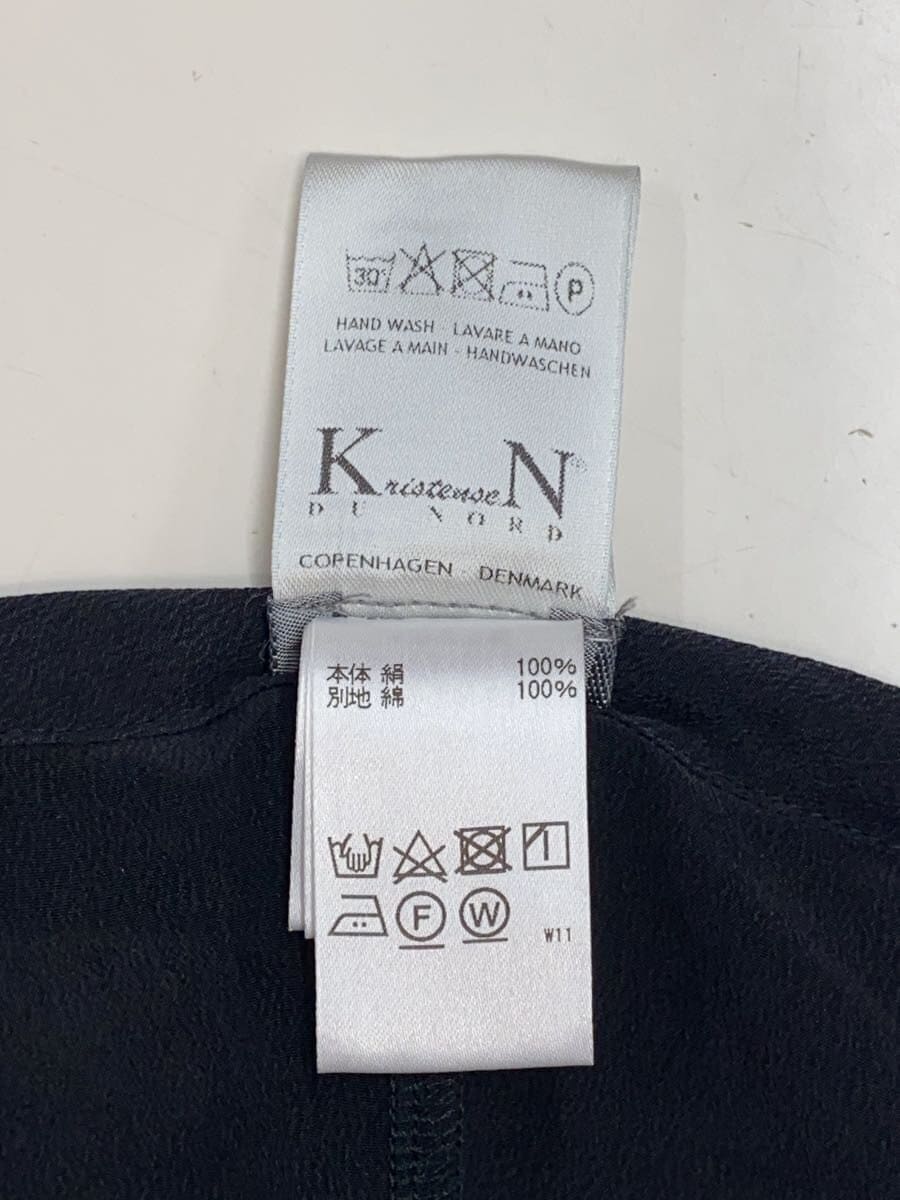 30°
P
HAND WASH - LAVARE A MANO
LAVAGE A MAIN - HANDWASCHEN
KristenseN®
DU NORD
COPENHAGEN - DENMARK
本体 絹 100%
別地 綿 100%
F W
W11